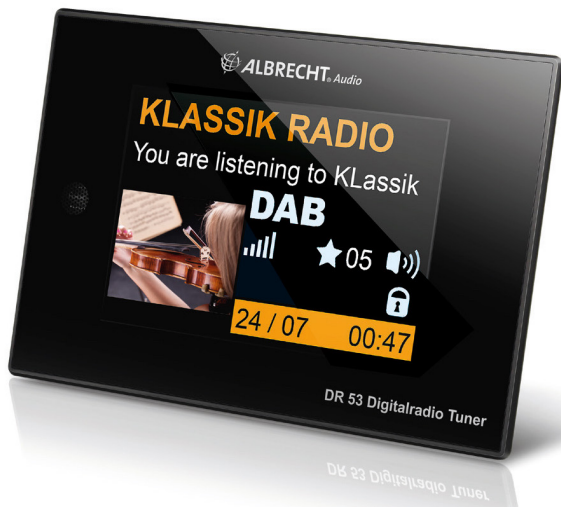 ALBRECHT® Audio
KLASSIK RADIO
You are listening to KLassik
DAB
05
24 / 07 00:47
DR 53 Digitalradio Tuner